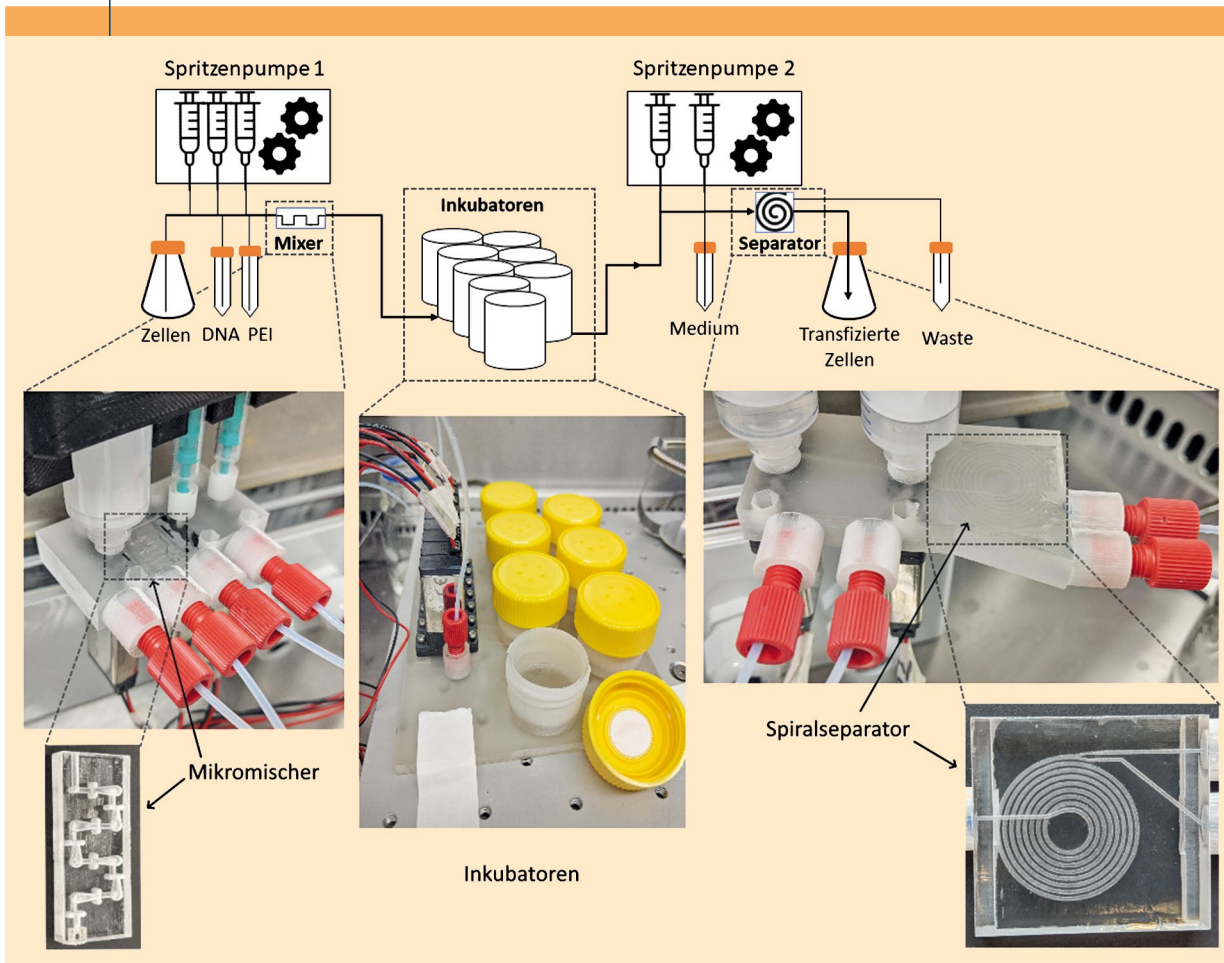 Spritzenpumpe 1
Spritzenpumpe 2
Inkubatoren
Mixer
Separator
Zellen DNA PEI
Medium
Transfizierte
Zellen
Waste
Mikromischer
Inkubatoren
Spiralseparator